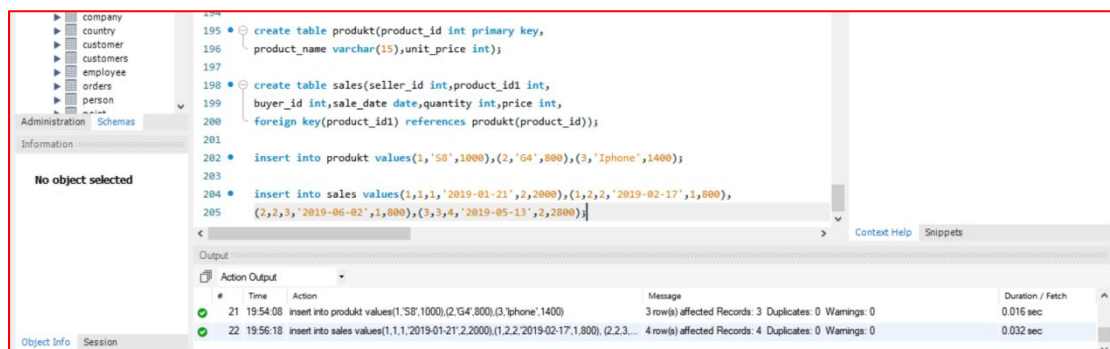 company
country
customer
customers
employee
orders
person
Administration Schemas
Information
No object selected
Object Info Session
194
195 create table produkt(product_id int primary key,
196 product_name varchar(15),unit_price int);
197
198 create table sales(seller_id int,product_id1 int,
199 buyer_id int,sale_date date,quantity int,price int,
200 foreign key(product_id1) references produkt(product_id));
201
202 insert into produkt values(1,'S8',1000),(2,'G4',800),(3,'Iphone',1400);
203
204 insert into sales values(1,1,1,'2019-01-21',2,2000),(1,2,2,'2019-02-17',1,800),
205 (2,2,3,'2019-06-02',1,800),(3,3,4,'2019-05-13',2,2800);
Context Help Snippets
Output
Action Output
# Time Action Message Duration / Fetch
21 19:54:08 insert into produkt values(1,'S8',1000),(2,'G4',800),(3,'Iphone',1400) 3 row(s) affected Records: 3 Duplicates: 0 Warnings: 0 0.016 sec
22 19:56:18 insert into sales values(1,1,1,'2019-01-21',2,2000),(1,2,2,'2019-02-17',1,800), (2,2,3,... 4 row(s) affected Records: 4 Duplicates: 0 Warnings: 0 0.032 sec